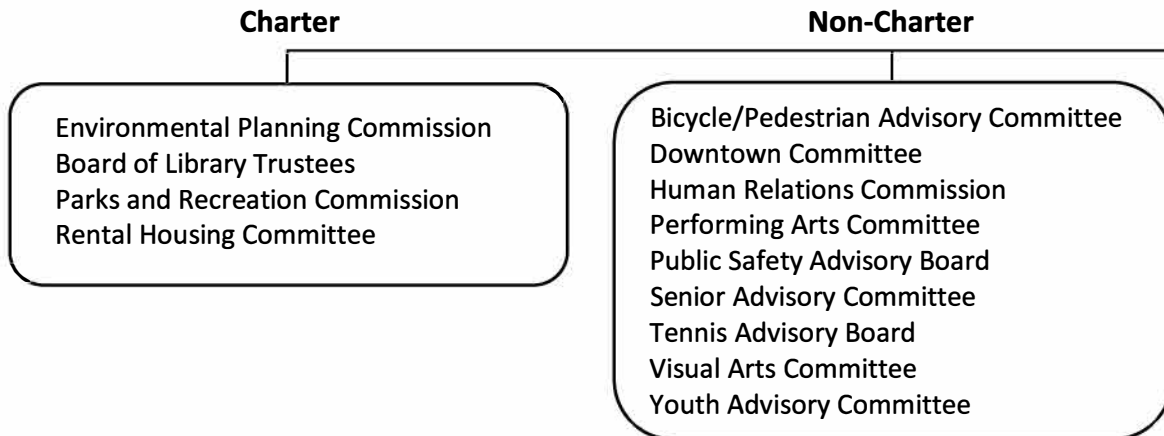 Charter
Environmental Planning Commission
Board of Library Trustees
Parks and Recreation Commission
Rental Housing Committee
Non-Charter
Bicycle/Pedestrian Advisory Committee
Downtown Committee
Human Relations Commission
Performing Arts Committee
Public Safety Advisory Board
Senior Advisory Committee
Tennis Advisory Board
Visual Arts Committee
Youth Advisory Committee